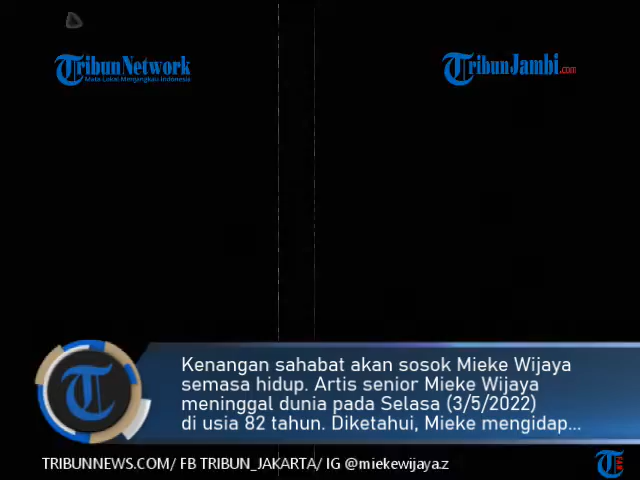 Tribun Network
Mata Lokal Menjangkau Indonesia
TribunJambi.com
Kenangan sahabat akan sosok Mieke Wijaya
semasa hidup. Artis senior Mieke Wijaya
meninggal dunia pada Selasa (3/5/2022)
di usia 82 tahun. Diketahui, Mieke mengidap...
TRIBUNNEWS.COM/ FB TRIBUN_JAKARTA/ IG @miekewijaya.z